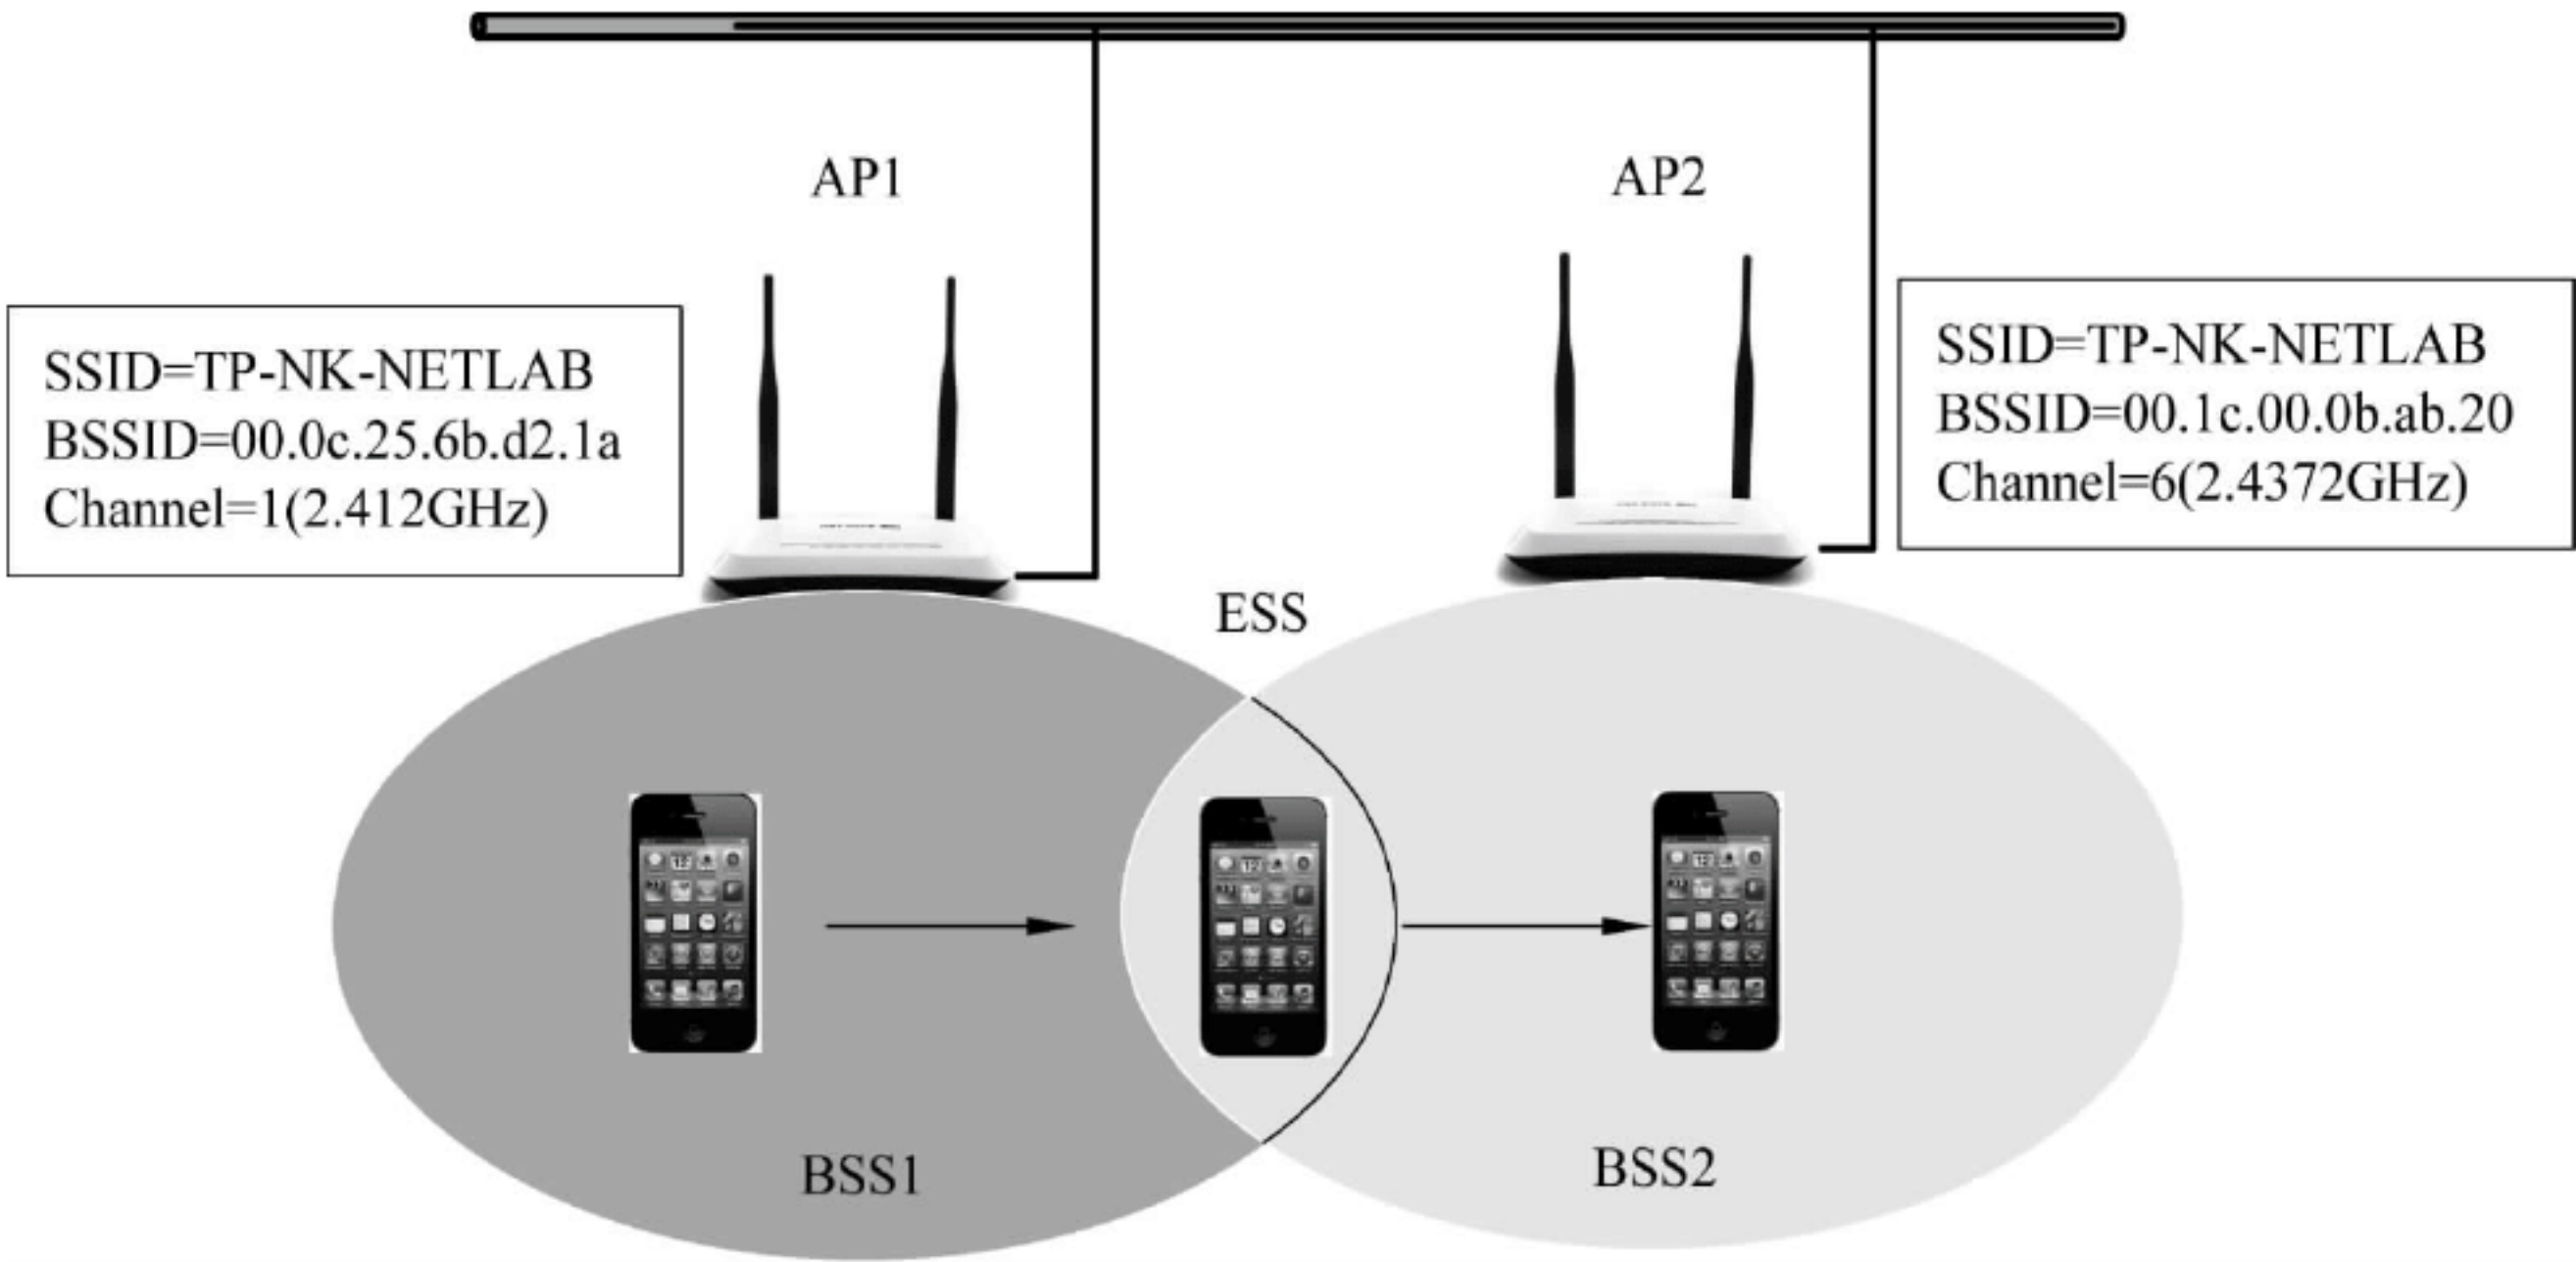 AP1
AP2
SSID=TP-NK-NETLAB
BSSID=00.0c.25.6b.d2.1a
Channel=1(2.412GHz)
SSID=TP-NK-NETLAB
BSSID=00.1c.00.0b.ab.20
Channel=6(2.4372GHz)
ESS
BSS1
BSS2